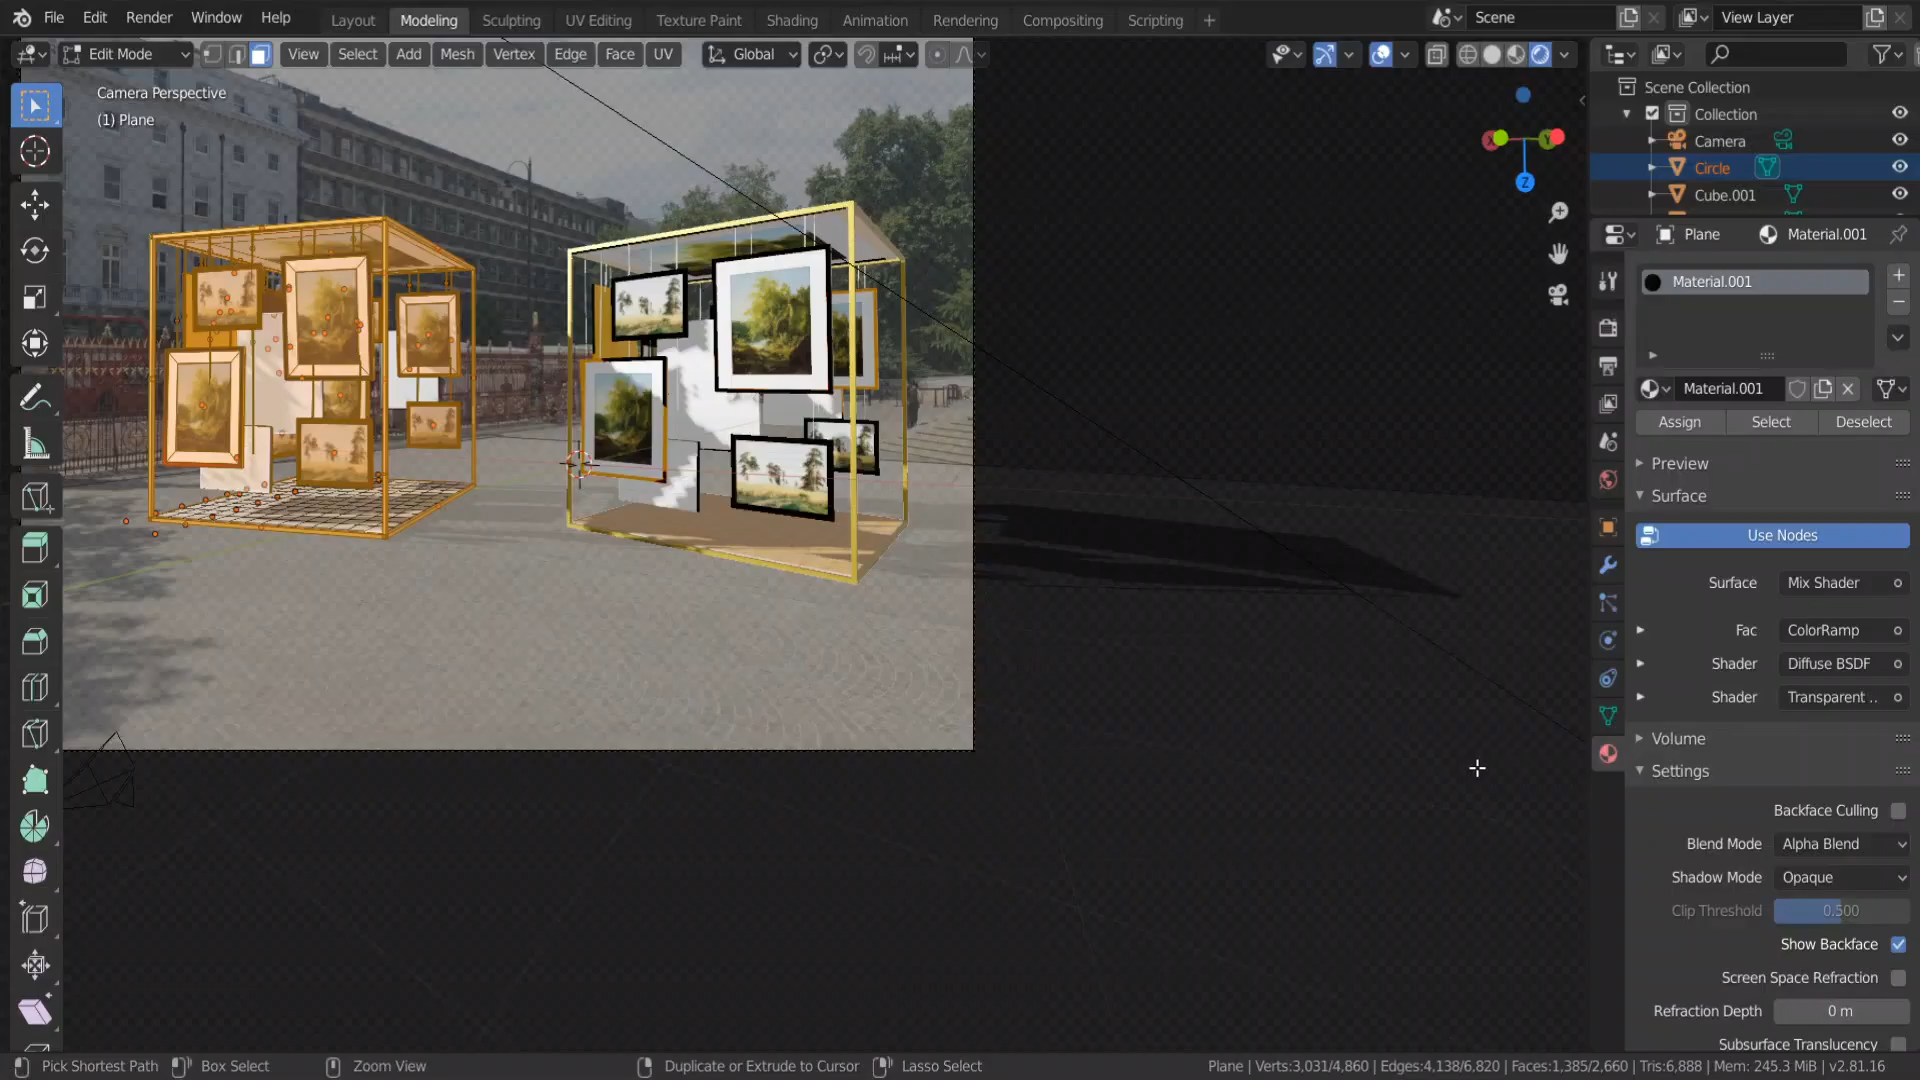 File Edit Render Window Help Layout Modeling Sculpting UV Editing Texture Paint Shading Animation Rendering Compositing Scripting + Scene View Layer
Edit Mode View Select Add Mesh Vertex Edge Face UV Global
Camera Perspective
(1) Plane
X Y
Z
Scene Collection
Collection
Camera
Circle
Cube.001
Plane Material.001
Material.001
Material.001
Assign Select Deselect
Preview
Surface
Use Nodes
Surface Mix Shader
Fac ColorRamp
Shader Diffuse BSDF
Shader Transparent ..
Volume
Settings
Backface Culling
Blend Mode Alpha Blend
Shadow Mode Opaque
Clip Threshold 0.500
Show Backface
Screen Space Refraction
Refraction Depth 0 m
Subsurface Translucency
Pick Shortest Path Box Select Zoom View Duplicate or Extrude to Cursor Lasso Select Plane | Verts:3,031/4,860 | Edges:4,138/6,820 | Faces:1,385/2,660 | Tris:6,888 | Mem: 245.3 MiB | v2.81.16